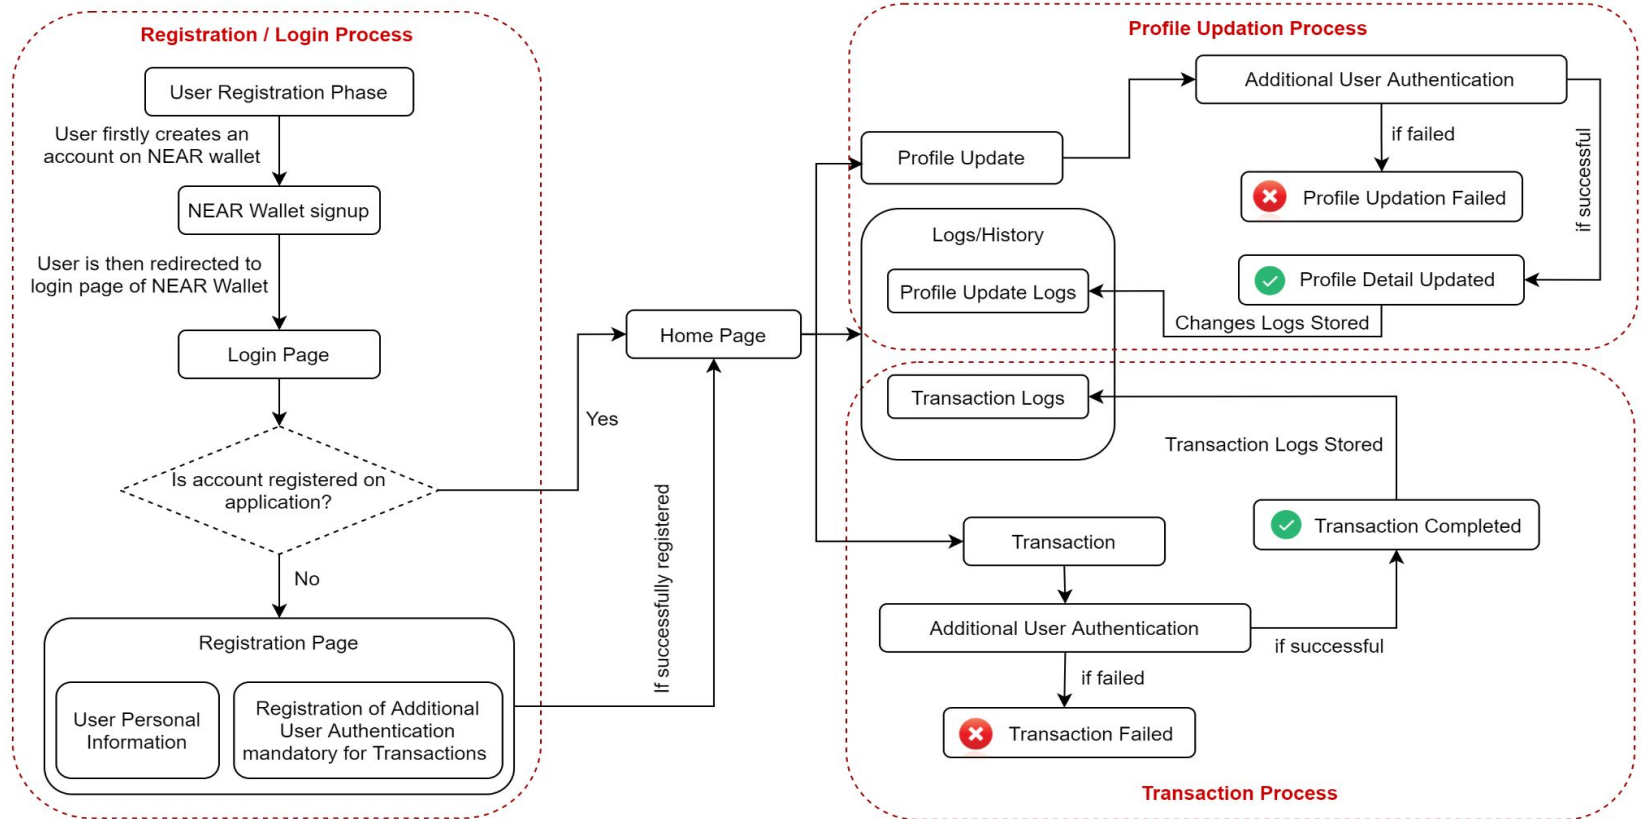 Registration / Login Process
User Registration Phase
User firstly creates an
account on NEAR wallet
NEAR Wallet signup
User is then redirected to
login page of NEAR Wallet
Login Page
Is account registered on
application?
Yes
No
Registration Page
User Personal
Information
Registration of Additional
User Authentication
mandatory for Transactions
If successfully registered
Home Page
Profile Updation Process
Profile Update
Additional User Authentication
if failed
if successful
Profile Updation Failed
Profile Detail Updated
Changes Logs Stored
Logs/History
Profile Update Logs
Transaction Logs
Transaction Logs Stored
Transaction
Transaction Completed
Additional User Authentication
if successful
if failed
Transaction Failed
Transaction Process